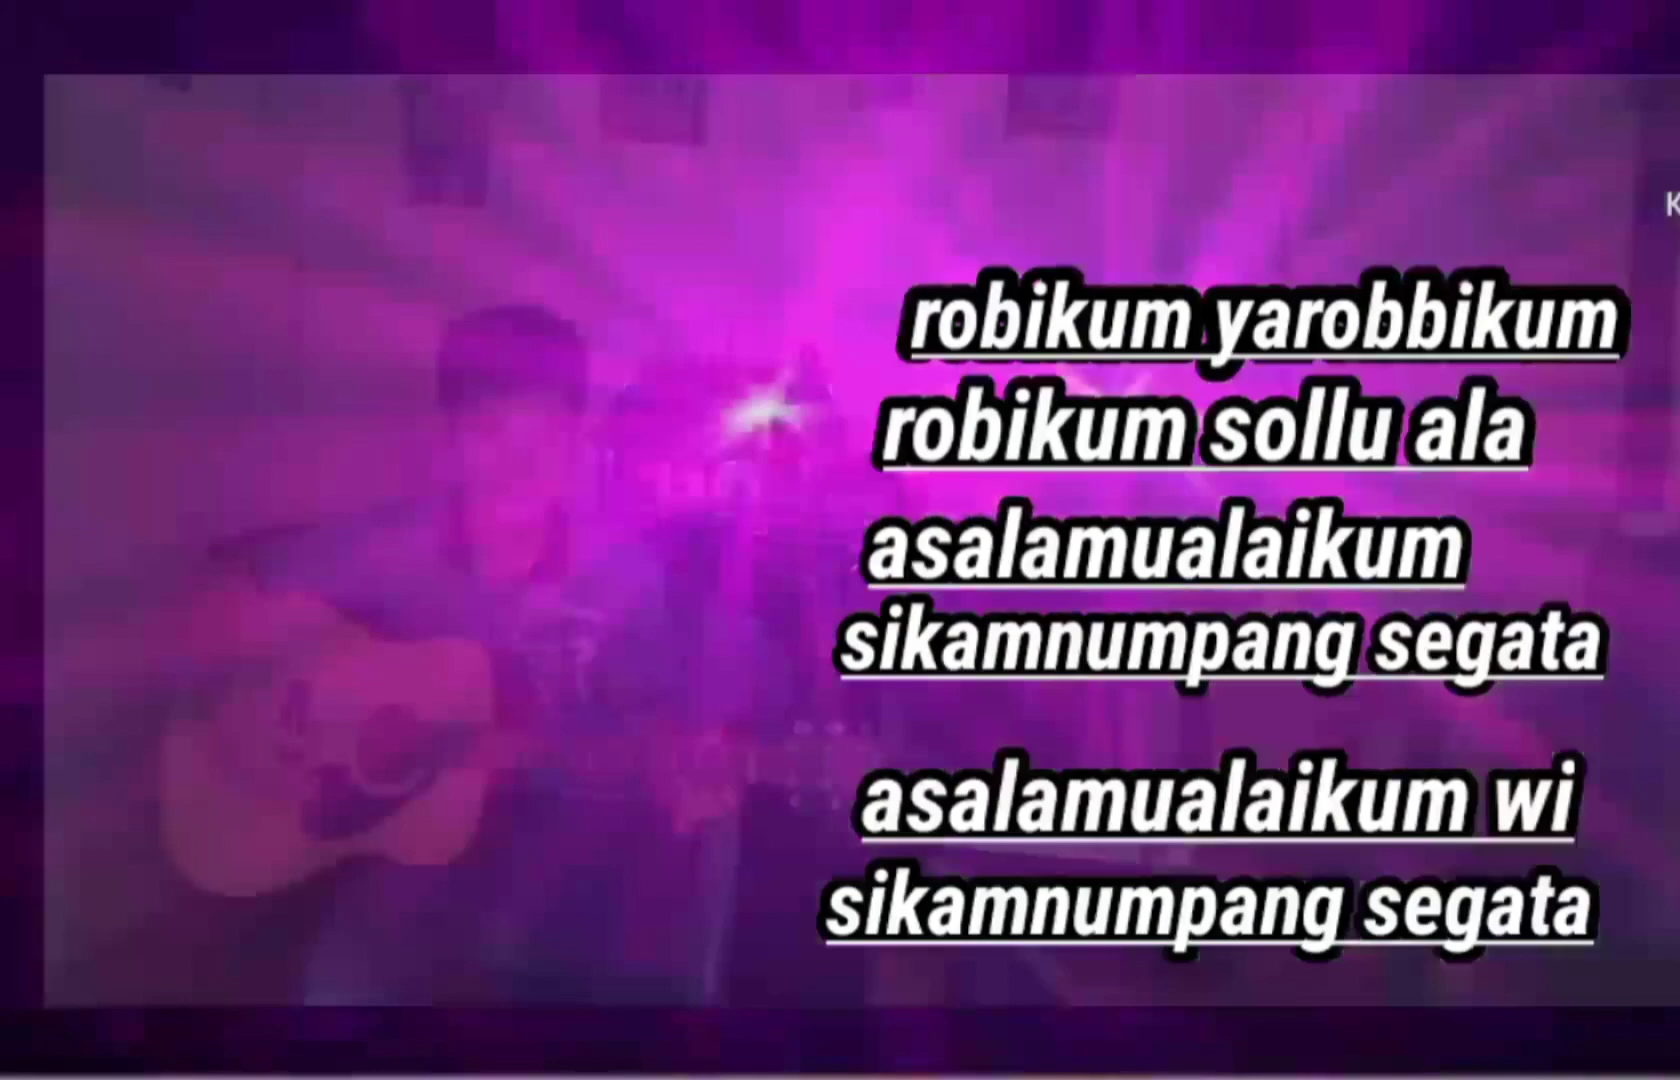 K
robikum yarobbikum
robikum sollu ala
asalamualaikum
sikamnumpang segata
asalamualaikum wi
sikamnumpang segata